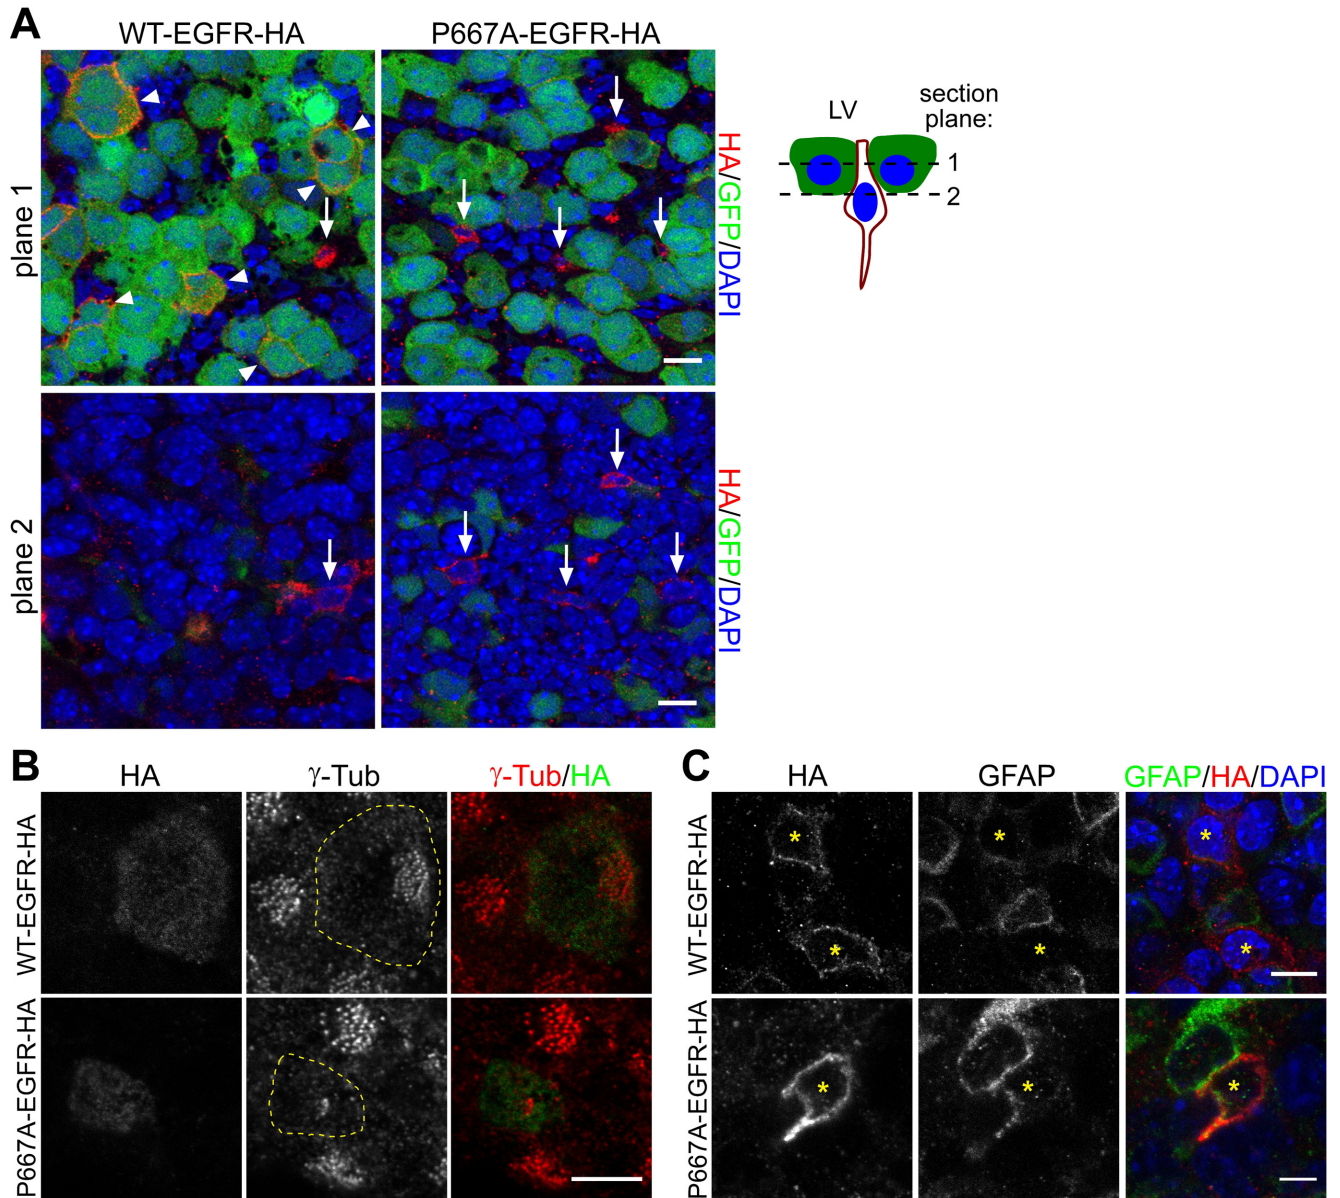 A
WT-EGFR-HA
P667A-EGFR-HA
plane 1
HA/GFP/DAPI
LV
section
plane:
1
2
plane 2
HA/GFP/DAPI
B
HA
γ-Tub
γ-Tub/HA
WT-EGFR-HA
P667A-EGFR-HA
C
HA
GFAP
GFAP/HA/DAPI
WT-EGFR-HA
*
*
*
*
*
*
P667A-EGFR-HA
*
*
*